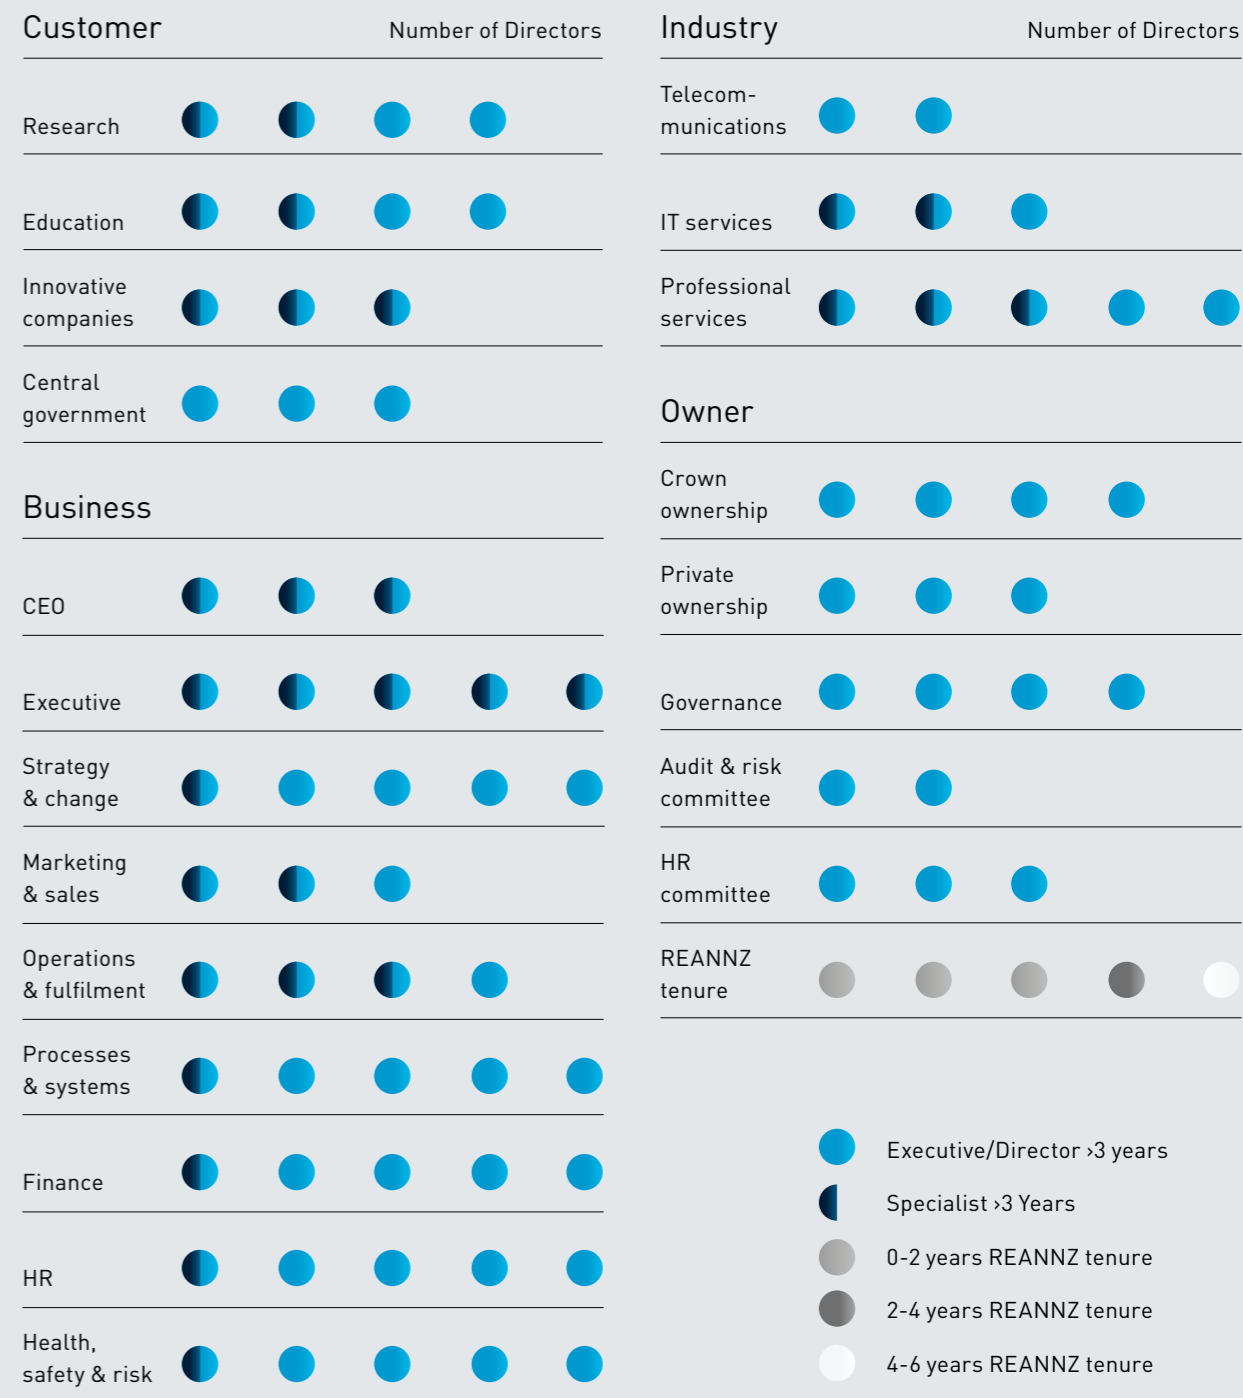 Customer
Number of Directors
Research
Education
Innovative
companies
Central
government
Business
CEO
Executive
Strategy
& change
Marketing
& sales
Operations
& fulfilment
Processes
& systems
Finance
HR
Health,
safety & risk
Industry
Number of Directors
Telecom-
munications
IT services
Professional
services
Owner
Crown
ownership
Private
ownership
Governance
Audit & risk
committee
HR
committee
REANNZ
tenure
Executive/Director >3 years
Specialist >3 Years
0-2 years REANNZ tenure
2-4 years REANNZ tenure
4-6 years REANNZ tenure